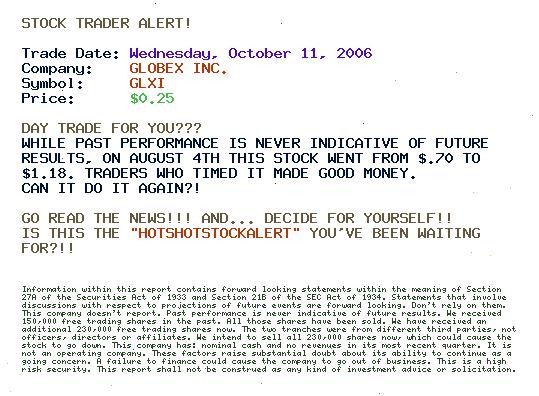 STOCK TRADER ALERT!
Trade Date: Wednesday, October 11, 2006
Company: GLOBEX INC.
Symbol: GLXI
Price: $0.25
DAY TRADE FOR YOU???
WHILE PAST PERFORMANCE IS NEVER INDICATIVE OF FUTURE
RESULTS, ON AUGUST 4TH THIS STOCK WENT FROM $.70 TO
$1.18. TRADERS WHO TIMED IT MADE GOOD MONEY.
CAN IT DO IT AGAIN?!
GO READ THE NEWS!!! AND... DECIDE FOR YOURSELF!!
IS THIS THE "HOTSHOTSTOCKALERT" YOU'VE BEEN WAITING
FOR?!!
Information within this report contains forward looking statements within the meaning of Section
27A of the Securities Act of 1933 and Section 21B of the SEC Act of 1934. Statements that involve
discussions with respect to projections of future events are forward looking. Don't rely on them.
This company doesn't report. Past performance is never indicative of future results. We received
150,000 free trading shares in the past. All those shares have been sold. We have received an
additional 230,000 free trading shares now. The two tranches were from different third parties, not
officers, directors or affiliates. We intend to sell all 230,000 shares now, which could cause the
stock to go down. This company has: nominal cash and no revenues in its most recent quarter. It is
not an operating company. These factors raise substantial doubt about its ability to continue as a
going concern. A failure to finance could cause the company to go out of business. This is a high
risk security. This report shall not be construed as any kind of investment advice or solicitation.